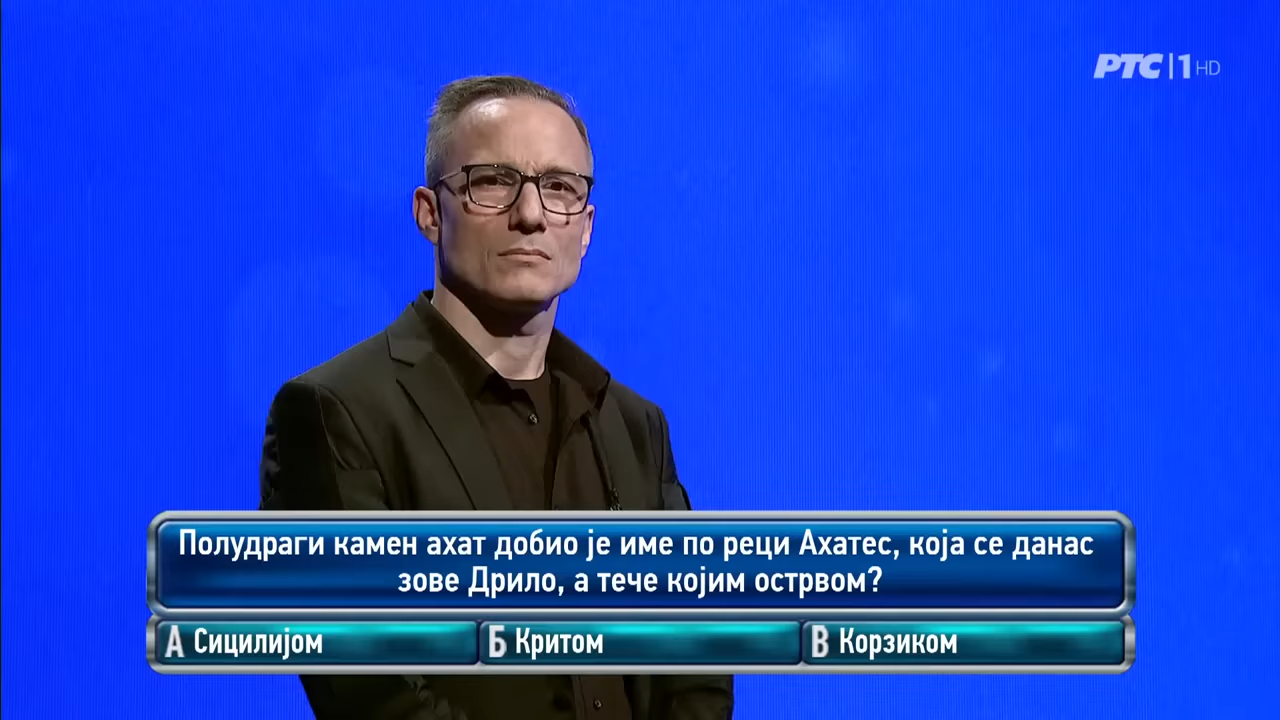 РТС|1 HD
Полудраги камен ахат добио је име по реци Ахатес, која се данас
зове Дрило, а тече којим острвом?
А Сицилијом
Б Критом
В Корзиком